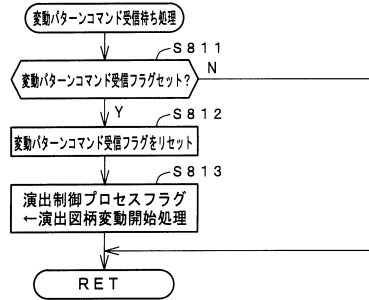 変動パターンコマンド受信待ち処理
S811
変動パターンコマンド受信フラグセット?
N
Y
S812
変動パターンコマンド受信フラグをリセット
S813
演出制御プロセスフラグ
←演出図柄変動開始処理
RET